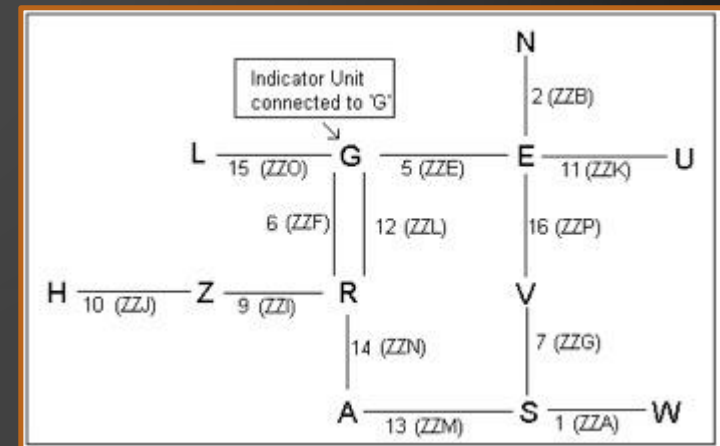 N
Indicator Unit
connected to 'G'
2 (ZZB)
L
G
E
U
15 (ZZO)
5 (ZZE)
11 (ZZK)
6 (ZZF)
12 (ZZL)
16 (ZZP)
H
Z
R
V
10 (ZZJ)
9 (ZZI)
14 (ZZN)
7 (ZZG)
A
S
W
13 (ZZM)
1 (ZZA)